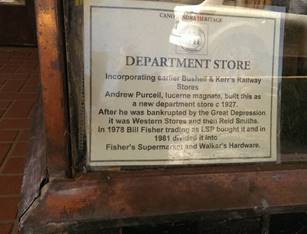 HERITAGE
DEPARTMENT STORE
Incorporating earlier Bushell & Kerr's Railway
Stores
Andrew Purcell, lucerne magnate, built this as
a new department store c 1927.
After he was bankrupted by the Great Depression
it was Western Stores and then Reid Smiths.
In 1978 Bill Fisher trading as LSP bought it and in
1981 divided it into
Fisher's Supermarket and Walkar's Hardware.